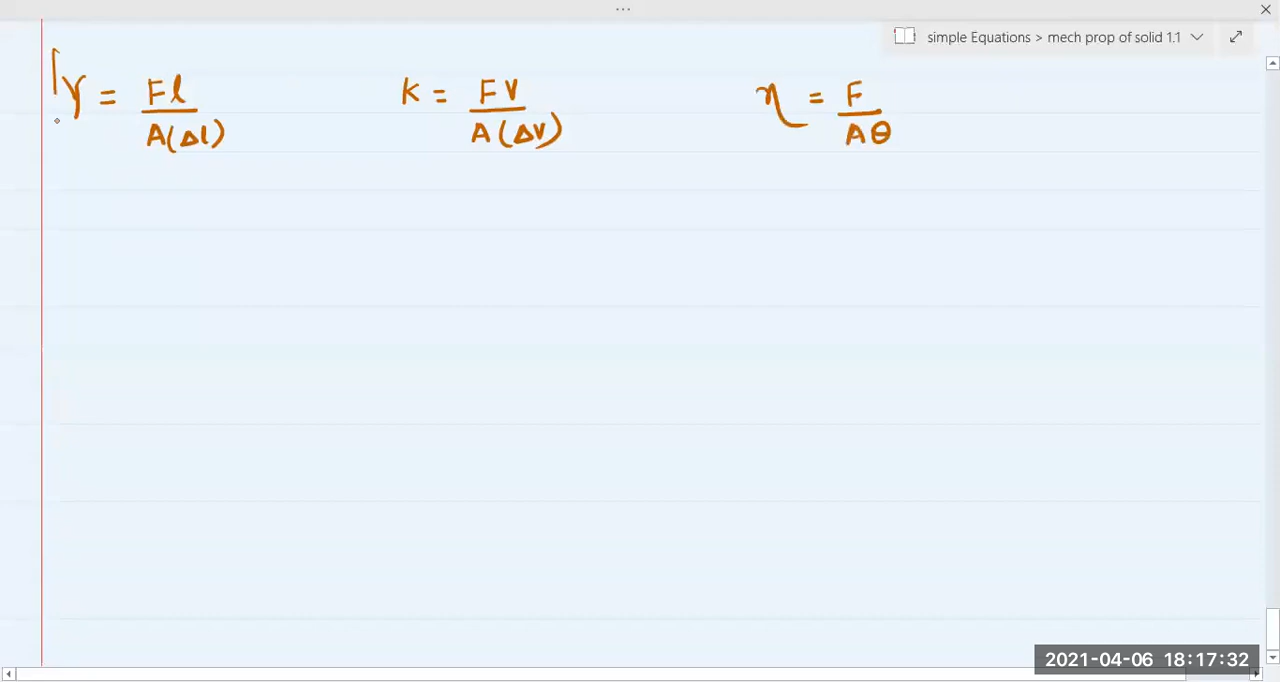 simple Equations > mech prop of solid 1.1
Y = Fl / A(Δl)
K = FV / A(ΔV)
η = F / Aθ
2021-04-06 18:17:32